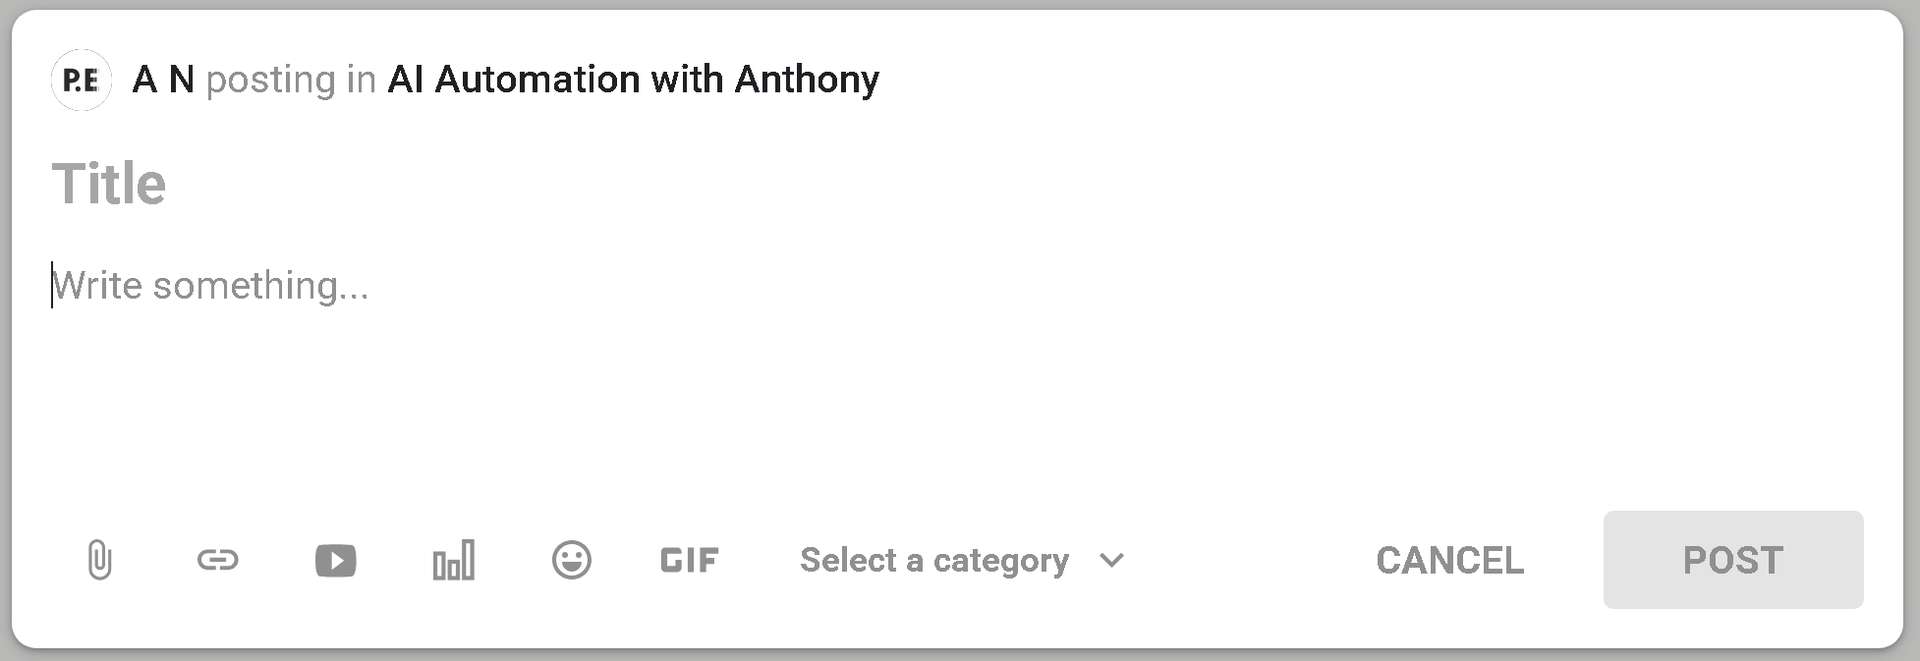 P.E A N posting in AI Automation with Anthony
Title
Write something...
GIF Select a category CANCEL POST